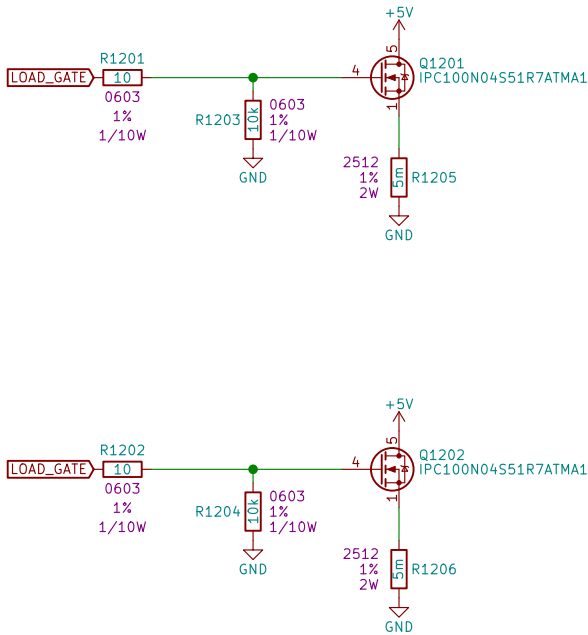 +5V
R1201
5
Q1201
LOAD_GATE
10
4
IPC100N04S51R7ATMA1
0603
1%
1/10W
R1203
10k
0603
1%
1/10W
1
GND
2512
1%
2W
5m
R1205
GND
+5V
R1202
5
Q1202
LOAD_GATE
10
4
IPC100N04S51R7ATMA1
0603
1%
1/10W
R1204
10k
0603
1%
1/10W
1
GND
2512
1%
2W
5m
R1206
GND